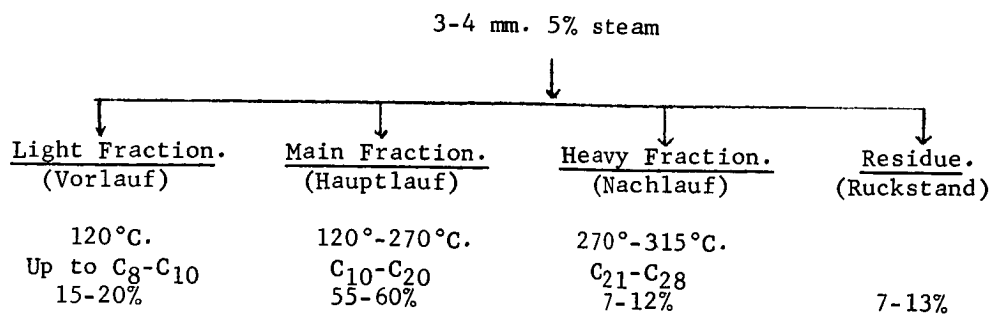 3-4 mm. 5% steam
Light Fraction. Main Fraction. Heavy Fraction. Residue.
(Vorlauf) (Hauptlauf) (Nachlauf) (Ruckstand)
120°C. 120°-270°C. 270°-315°C.
Up to C8-C10 C10-C20 C21-C28
15-20% 55-60% 7-12% 7-13%